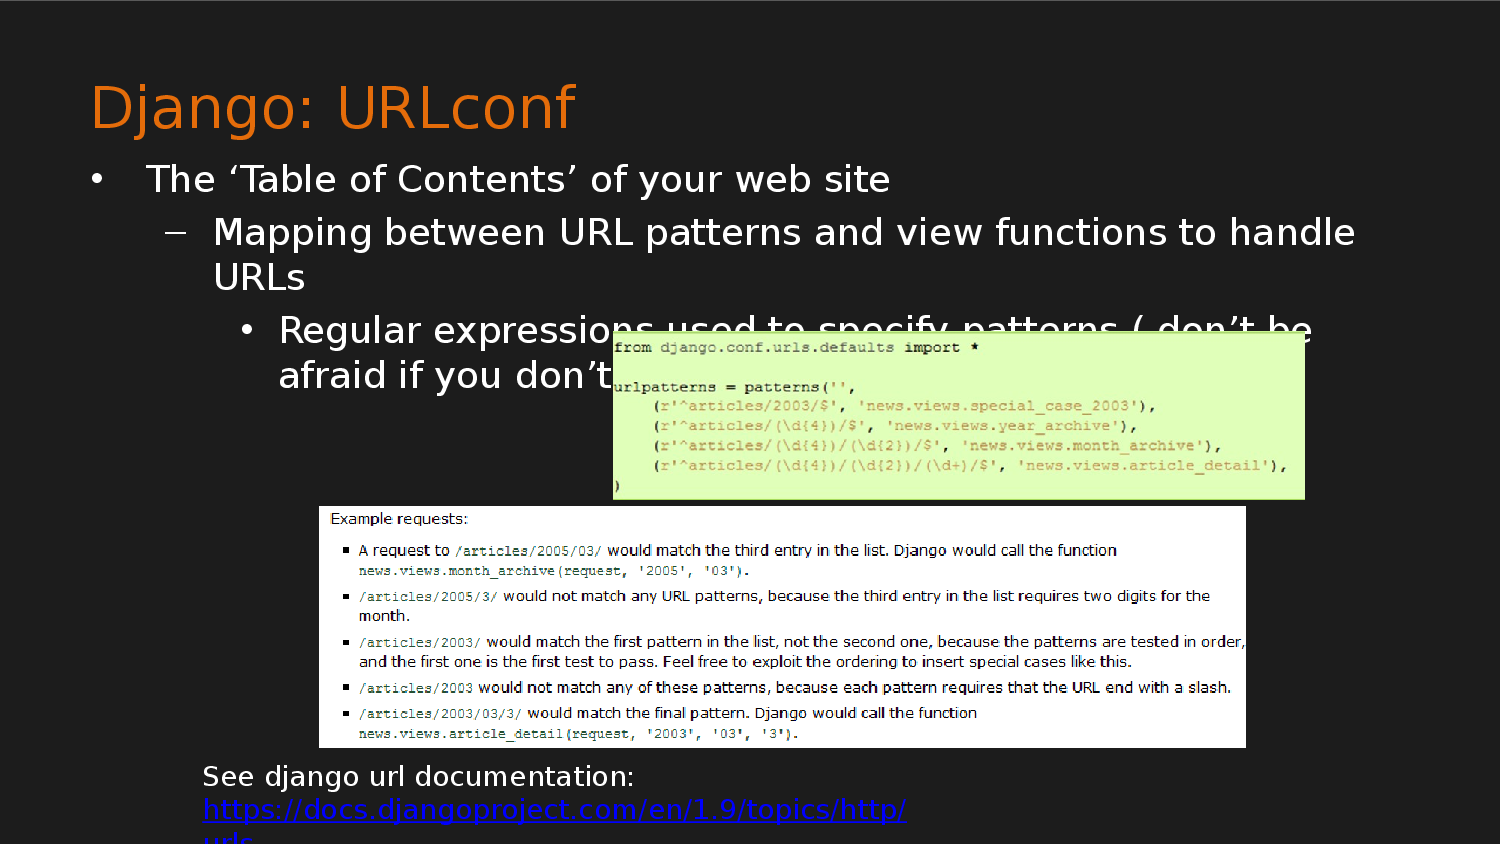 Django: URLconf
• The ‘Table of Contents’ of your web site
– Mapping between URL patterns and view functions to handle
URLs
• Regular expressions used to specify patterns ( don’t be
afraid if you don’t
from django.conf.urls.defaults import *
urlpatterns = patterns('',
(r'^articles/2003/$', 'news.views.special_case_2003'),
(r'^articles/(\d{4})/$', 'news.views.year_archive'),
(r'^articles/(\d{4})/(\d{2})/$', 'news.views.month_archive'),
(r'^articles/(\d{4})/(\d{2})/(\d+)/$', 'news.views.article_detail'),
)
Example requests:
▪ A request to /articles/2005/03/ would match the third entry in the list. Django would call the function
news.views.month_archive(request, '2005', '03').
▪ /articles/2005/3/ would not match any URL patterns, because the third entry in the list requires two digits for the
month.
▪ /articles/2003/ would match the first pattern in the list, not the second one, because the patterns are tested in order,
and the first one is the first test to pass. Feel free to exploit the ordering to insert special cases like this.
▪ /articles/2003 would not match any of these patterns, because each pattern requires that the URL end with a slash.
▪ /articles/2003/03/3/ would match the final pattern. Django would call the function
news.views.article_detail(request, '2003', '03', '3').
See django url documentation:
https://docs.djangoproject.com/en/1.9/topics/http/
urls